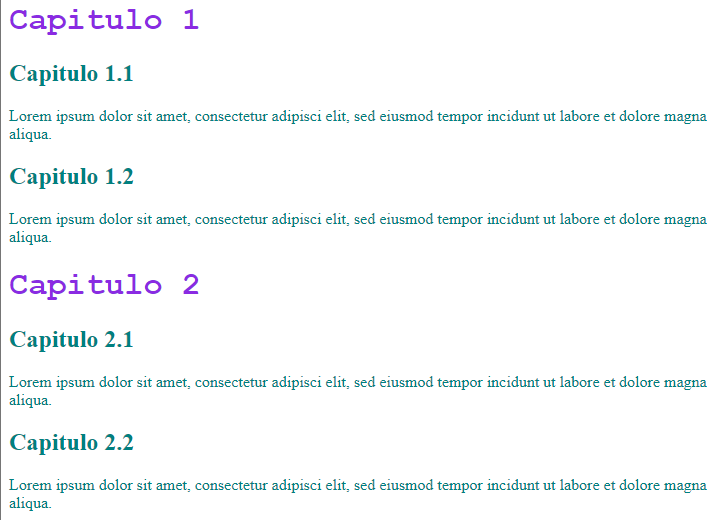 Capitulo 1
Capitulo 1.1
Lorem ipsum dolor sit amet, consectetur adipisci elit, sed eiusmod tempor incidunt ut labore et dolore magna
aliqua.
Capitulo 1.2
Lorem ipsum dolor sit amet, consectetur adipisci elit, sed eiusmod tempor incidunt ut labore et dolore magna
aliqua.
Capitulo 2
Capitulo 2.1
Lorem ipsum dolor sit amet, consectetur adipisci elit, sed eiusmod tempor incidunt ut labore et dolore magna
aliqua.
Capitulo 2.2
Lorem ipsum dolor sit amet, consectetur adipisci elit, sed eiusmod tempor incidunt ut labore et dolore magna
aliqua.